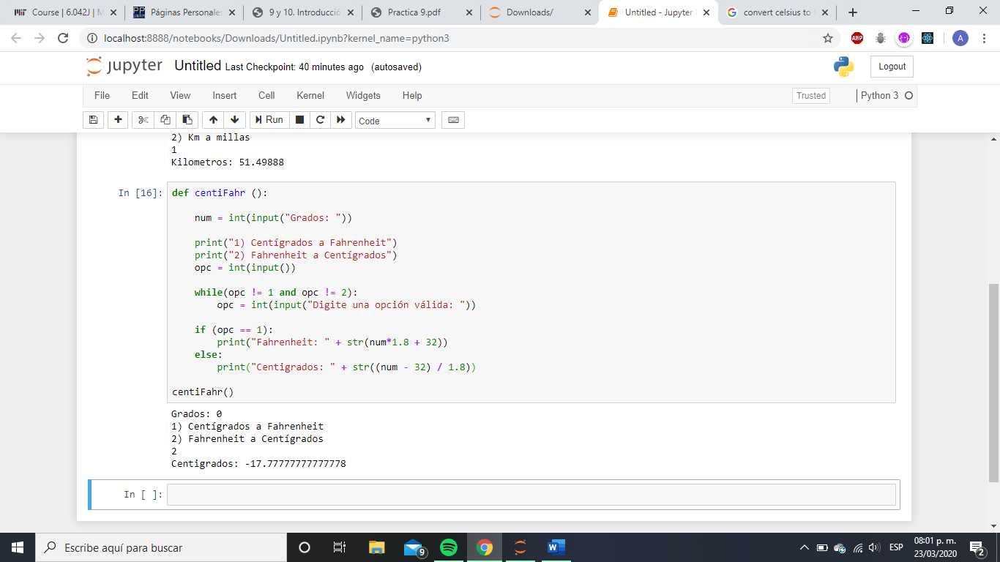 Course | 6.042J | M
Páginas Personales
9 y 10. Introducció
Practica 9.pdf
Downloads/
Untitled - Jupyter
convert celsius to
localhost:8888/notebooks/Downloads/Untitled.ipynb?kernel_name=python3
ABP
A
jupyter Untitled Last Checkpoint: 40 minutes ago (autosaved)
Logout
File Edit View Insert Cell Kernel Widgets Help
Trusted
Python 3
Run
Code
2) Km a millas
1
Kilometros: 51.49888
In [16]:
def centiFahr ():
num = int(input("Grados: "))
print("1) Centígrados a Fahrenheit")
print("2) Fahrenheit a Centígrados")
opc = int(input())
while(opc != 1 and opc != 2):
opc = int(input("Digite una opción válida: "))
if (opc == 1):
print("Fahrenheit: " + str(num*1.8 + 32))
else:
print("Centigrados: " + str((num - 32) / 1.8))
centiFahr()
Grados: 0
1) Centígrados a Fahrenheit
2) Fahrenheit a Centígrados
2
Centigrados: -17.77777777777778
In [ ]:
Escribe aquí para buscar
9
ESP
08:01 p. m.
23/03/2020
2